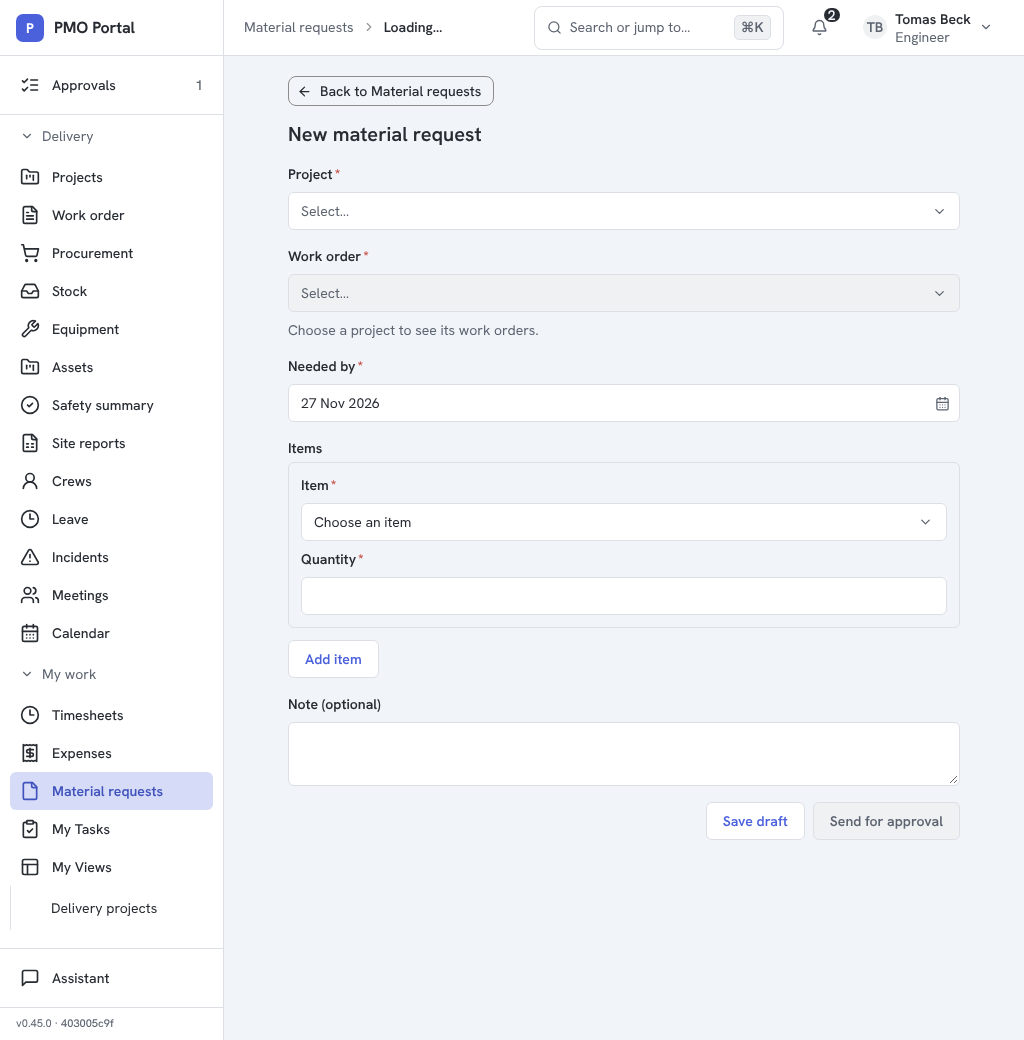 P PMO Portal
Material requests > Loading...
Search or jump to... ⌘K
2
TB
Tomas Beck
Engineer
Approvals 1
Delivery
Projects
Work order
Procurement
Stock
Equipment
Assets
Safety summary
Site reports
Crews
Leave
Incidents
Meetings
Calendar
My work
Timesheets
Expenses
Material requests
My Tasks
My Views
Delivery projects
Assistant
v0.45.0 · 403005c9f
Back to Material requests
New material request
Project *
Select...
Work order *
Select...
Choose a project to see its work orders.
Needed by *
27 Nov 2026
Items
Item *
Choose an item
Quantity *
Add item
Note (optional)
Save draft
Send for approval